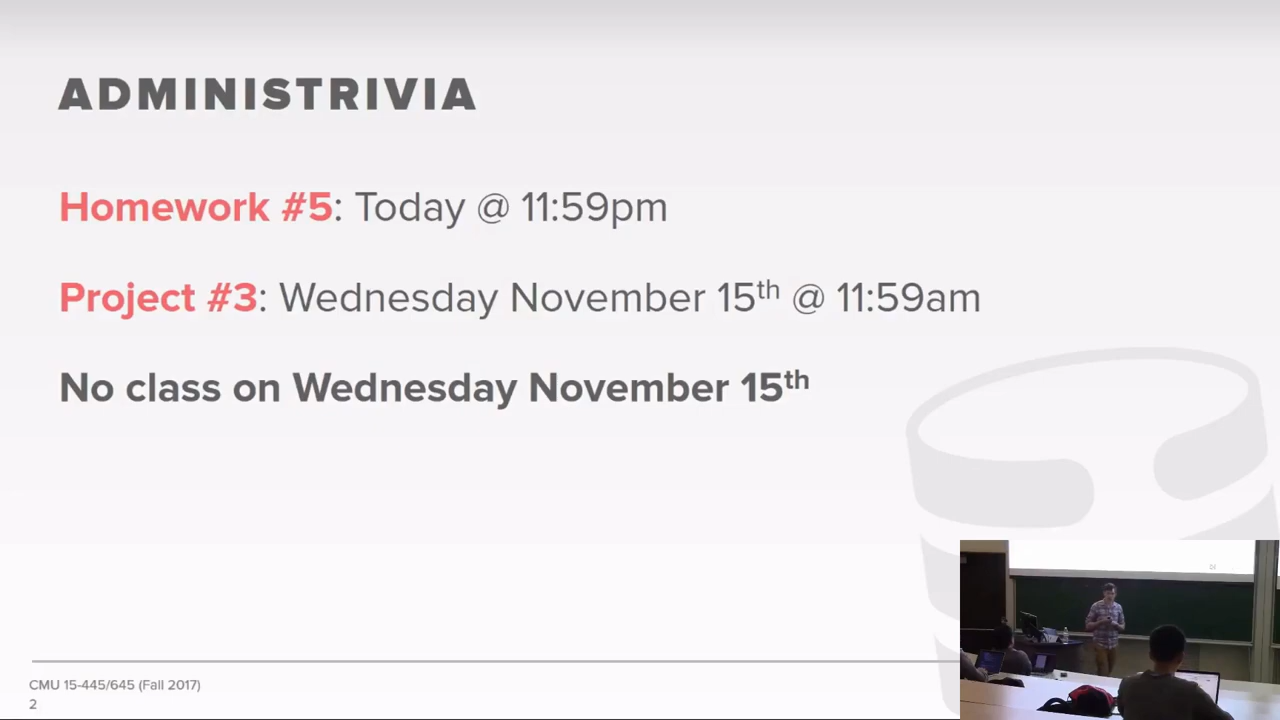 ADMINISTRIVIA
Homework #5: Today @ 11:59pm
Project #3: Wednesday November 15th @ 11:59am
No class on Wednesday November 15th
CMU 15-445/645 (Fall 2017)
2